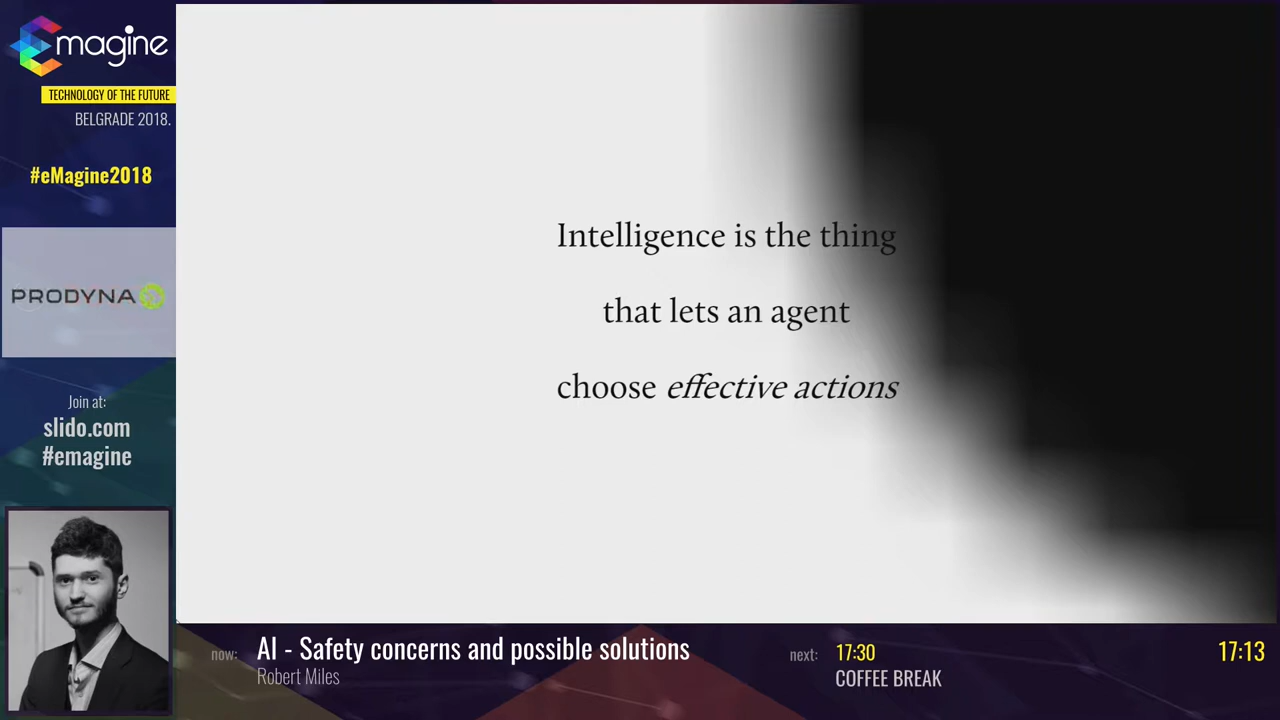 Emagine
TECHNOLOGY OF THE FUTURE
BELGRADE 2018.
#eMagine2018
PRODYNA
Join at:
slido.com
#emagine
Intelligence is the thing
that lets an agent
choose effective actions
now: AI - Safety concerns and possible solutions
Robert Miles
next: 17:30
COFFEE BREAK
17:13